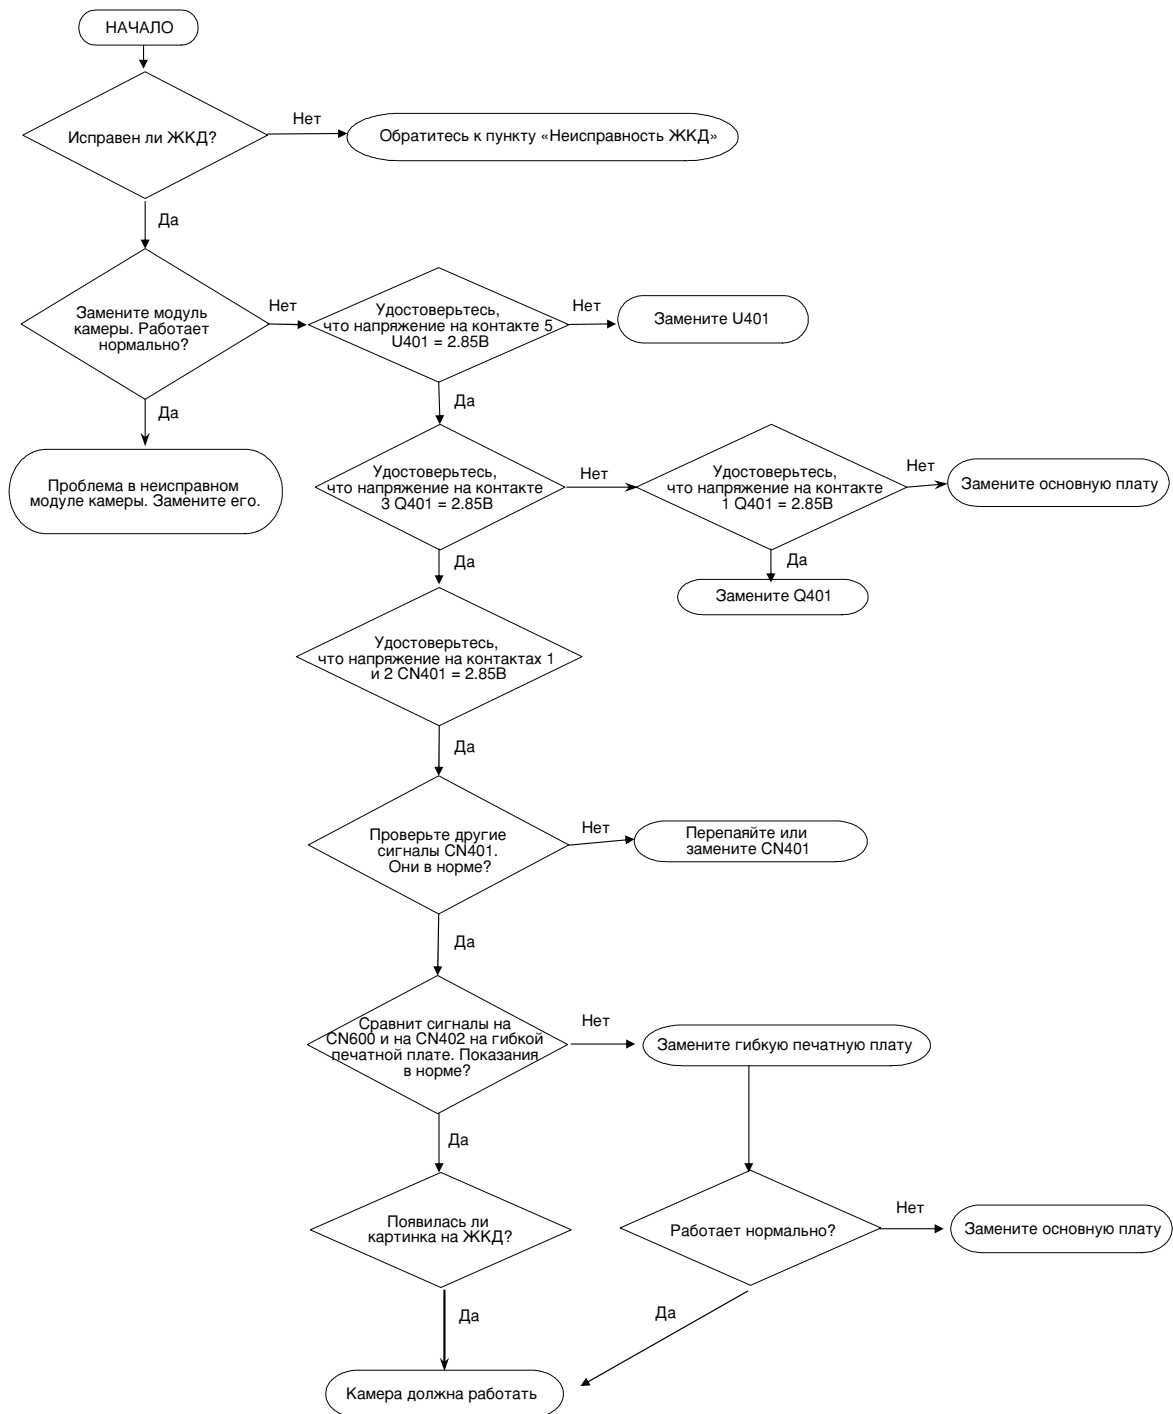 НАЧАЛО
Исправен ли ЖКД?
Нет
Обратитесь к пункту «Неисправность ЖКД»
Да
Замените модуль
камеры. Работает
нормально?
Нет
Удостоверьтесь,
что напряжение на контакте 5
U401 = 2.85В
Нет
Замените U401
Да
Да
Проблема в неисправном
модуле камеры. Замените его.
Удостоверьтесь,
что напряжение на контакте
3 Q401 = 2.85В
Нет
Удостоверьтесь,
что напряжение на контакте
1 Q401 = 2.85В
Нет
Замените основную плату
Да
Да
Замените Q401
Удостоверьтесь,
что напряжение на контактах 1
и 2 CN401 = 2.85В
Да
Проверьте другие
сигналы CN401.
Они в норме?
Нет
Перепаяйте или
замените CN401
Да
Сравнит сигналы на
CN600 и на CN402 на гибкой
печатной плате. Показания
в норме?
Нет
Замените гибкую печатную плату
Да
Появилась ли
картинка на ЖКД?
Работает нормально?
Нет
Замените основную плату
Да
Да
Камера должна работать